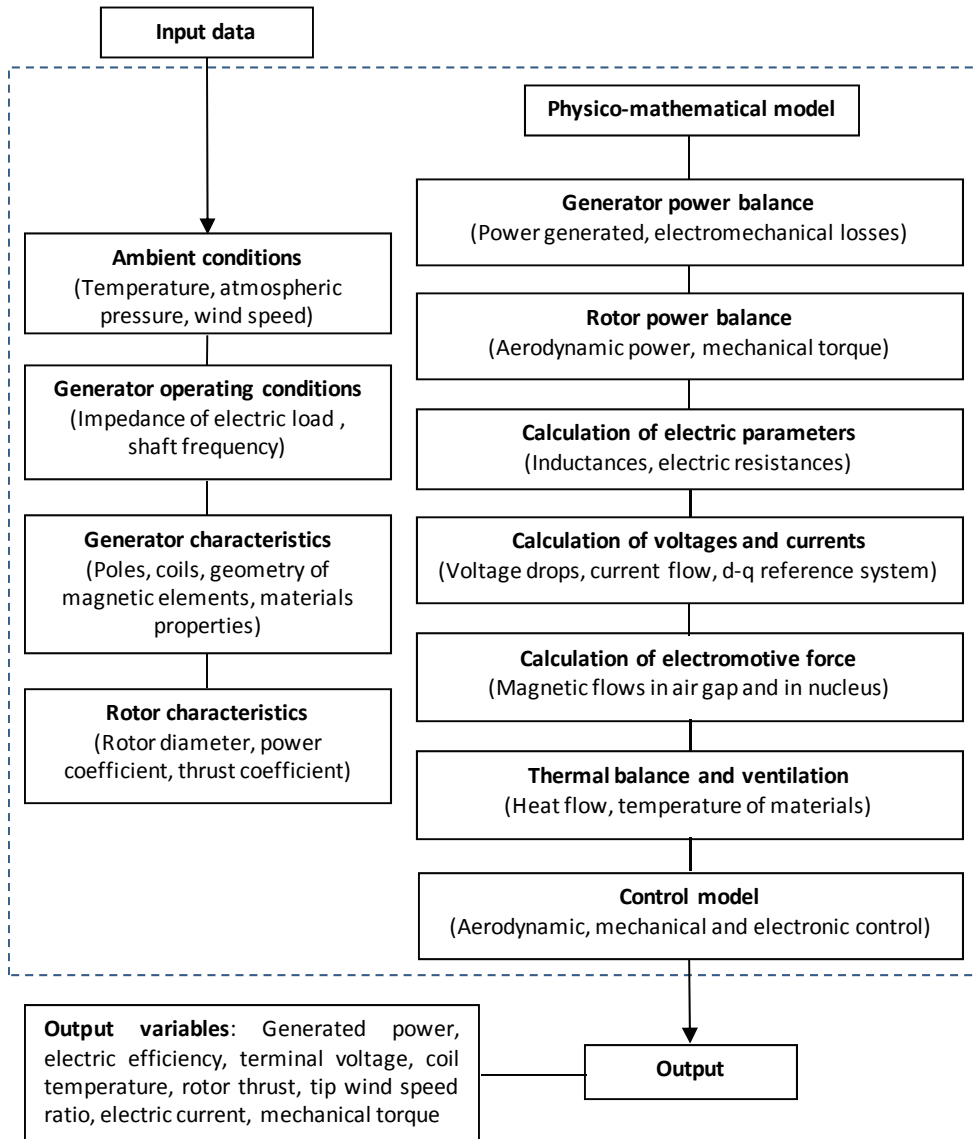 Input data
Ambient conditions
(Temperature, atmospheric
pressure, wind speed)
Generator operating conditions
(Impedance of electric load ,
shaft frequency)
Generator characteristics
(Poles, coils, geometry of
magnetic elements, materials
properties)
Rotor characteristics
(Rotor diameter, power
coefficient, thrust coefficient)
Physico-mathematical model
Generator power balance
(Power generated, electromechanical losses)
Rotor power balance
(Aerodynamic power, mechanical torque)
Calculation of electric parameters
(Inductances, electric resistances)
Calculation of voltages and currents
(Voltage drops, current flow, d-q reference system)
Calculation of electromotive force
(Magnetic flows in air gap and in nucleus)
Thermal balance and ventilation
(Heat flow, temperature of materials)
Control model
(Aerodynamic, mechanical and electronic control)
Output
Output variables: Generated power,
electric efficiency, terminal voltage, coil
temperature, rotor thrust, tip wind speed
ratio, electric current, mechanical torque